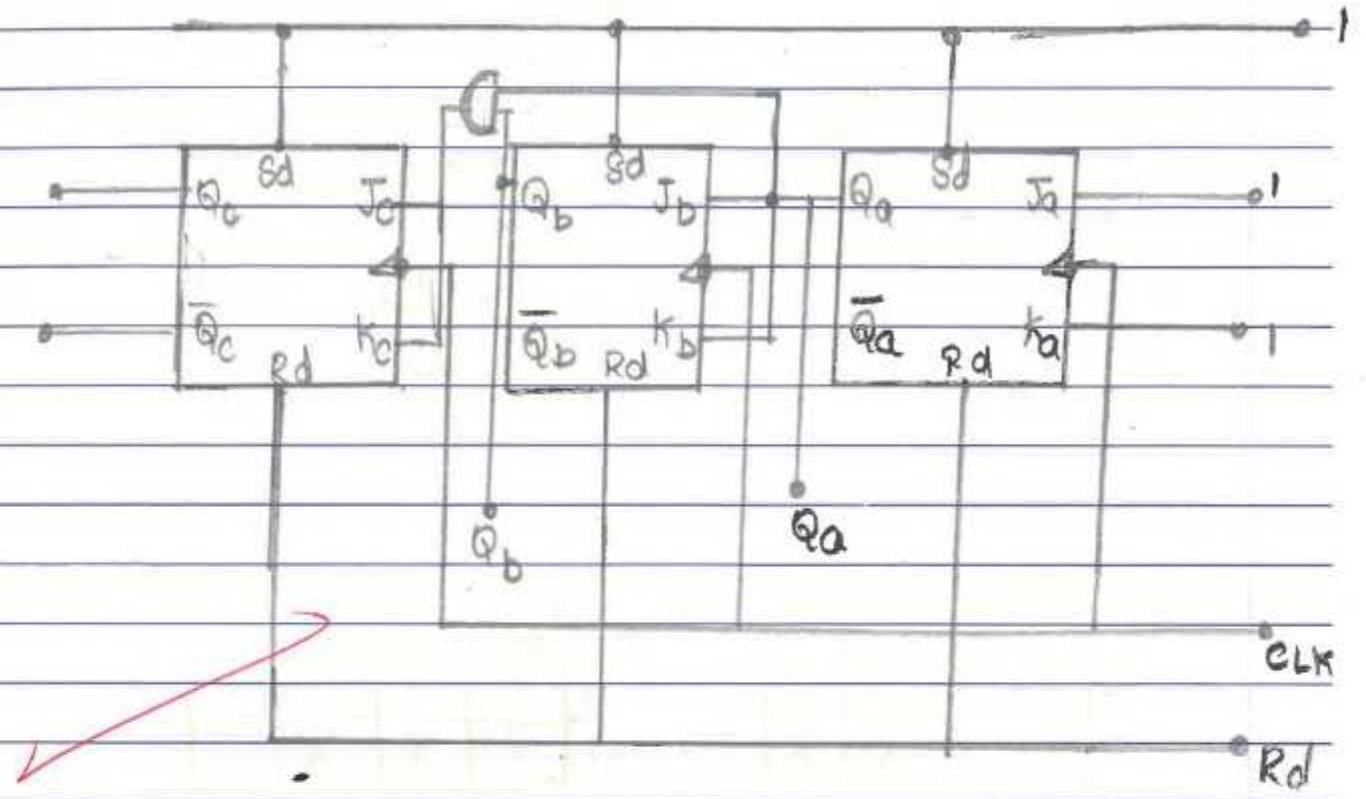 1
Sd Sd Sd
Qc Jc Qb Jb Qa Ja 1
Q̅c Kc Q̅b Kb Q̅a Ka 1
Rd Rd Rd
Qb Qa
CLK
Rd